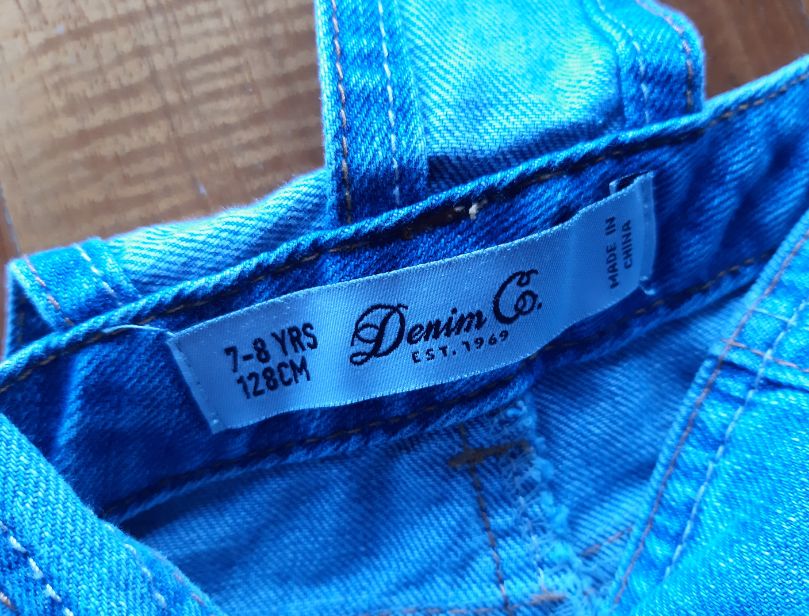 7-8 YRS
128CM
Denim Co.
EST. 1969
MADE IN
CHINA